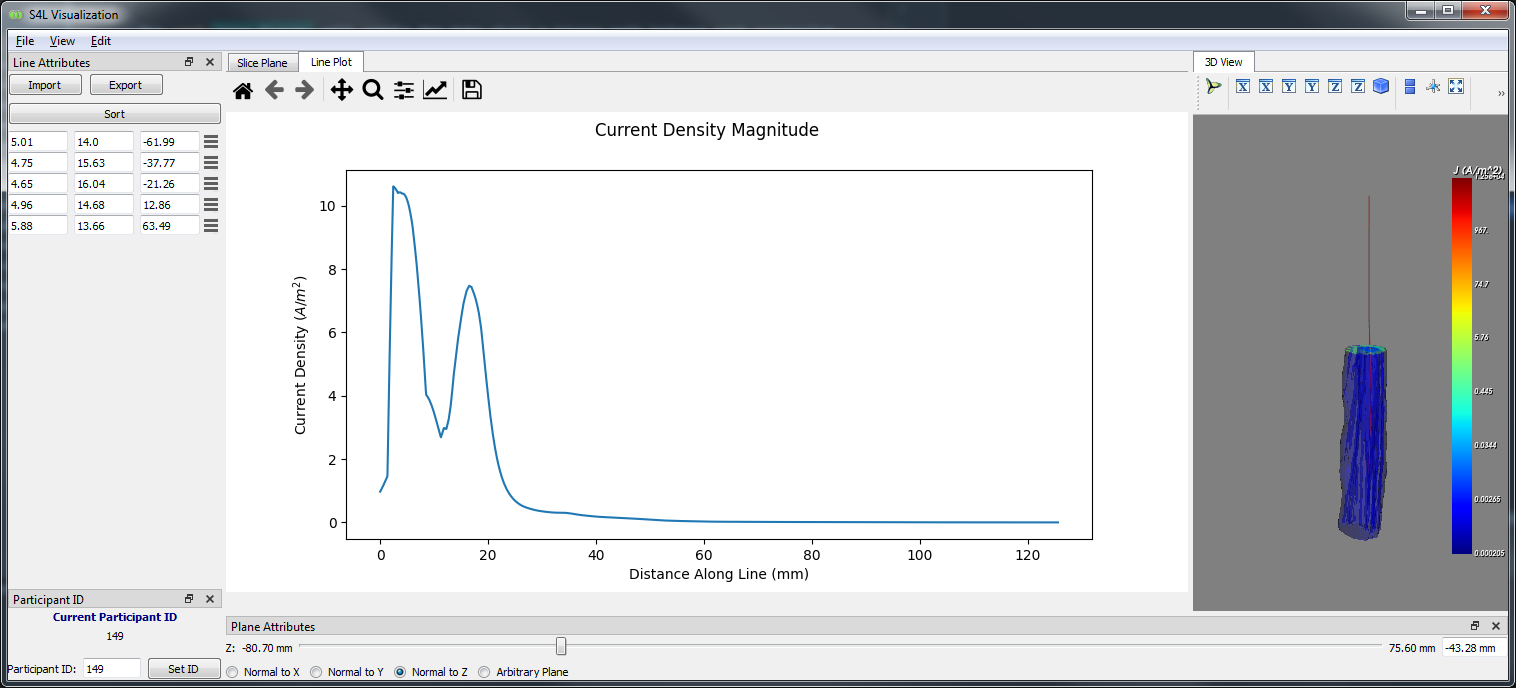 S4L Visualization
File View Edit
Line Attributes
Import Export
Sort
5.01 14.0 -61.99
4.75 15.63 -37.77
4.65 16.04 -21.26
4.96 14.68 12.86
5.88 13.66 63.49
Participant ID
Current Participant ID
149
Participant ID: 149 Set ID
Slice Plane Line Plot
Current Density Magnitude
Current Density (A/m²)
10
8
6
4
2
0
0 20 40 60 80 100 120
Distance Along Line (mm)
3D View
X X Y Y Z Z »
J (A/m^2)
967.
74.7
5.76
0.445
0.0344
0.00265
0.000205
Plane Attributes
Z: -80.70 mm 75.60 mm -43.28 mm
Normal to X Normal to Y Normal to Z Arbitrary Plane